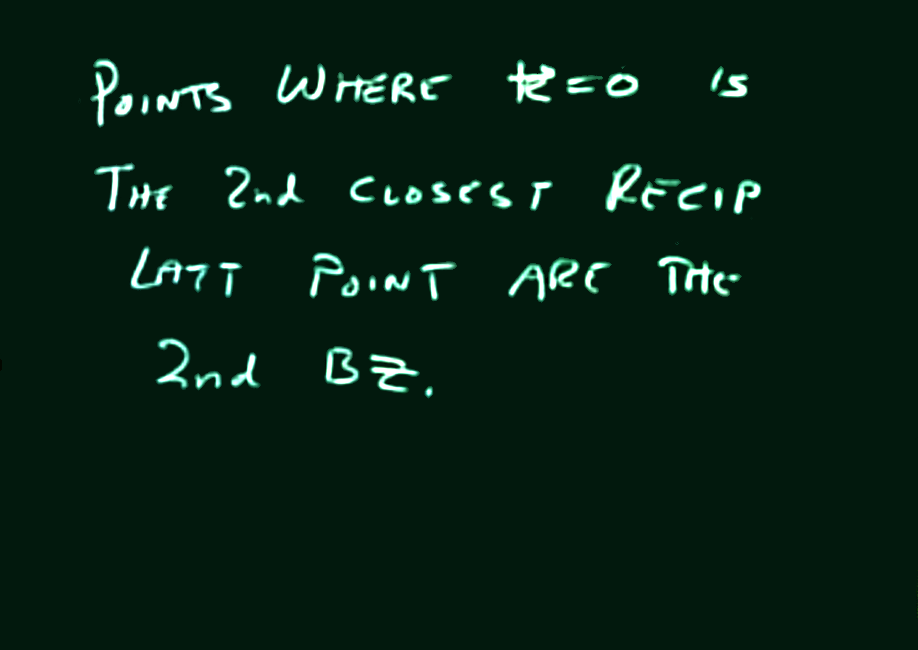 POINTS WHERE k⃗=0 IS
THE 2nd CLOSEST RECIP
LATT POINT ARE THE
2nd BZ.